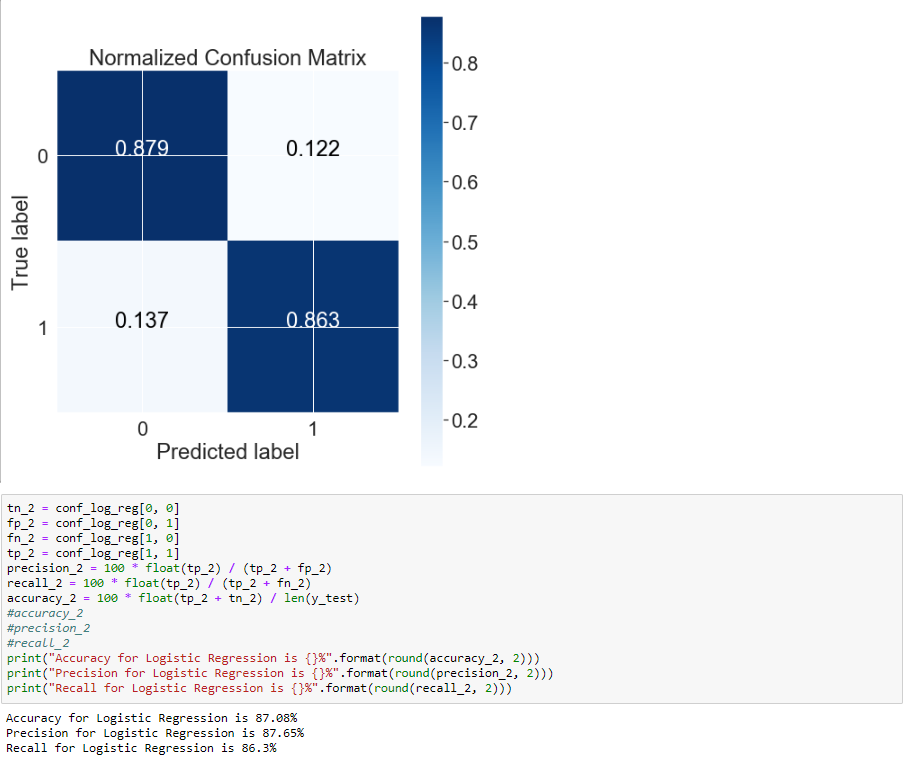 Normalized Confusion Matrix
0.879 0.122
0.137 0.863
0
1
True label
0 1
Predicted label
0.8
0.7
0.6
0.5
0.4
0.3
0.2
tn_2 = conf_log_reg[0, 0]
fp_2 = conf_log_reg[0, 1]
fn_2 = conf_log_reg[1, 0]
tp_2 = conf_log_reg[1, 1]
precision_2 = 100 * float(tp_2) / (tp_2 + fp_2)
recall_2 = 100 * float(tp_2) / (tp_2 + fn_2)
accuracy_2 = 100 * float(tp_2 + tn_2) / len(y_test)
#accuracy_2
#precision_2
#recall_2
print("Accuracy for Logistic Regression is {}%".format(round(accuracy_2, 2)))
print("Precision for Logistic Regression is {}%".format(round(precision_2, 2)))
print("Recall for Logistic Regression is {}%".format(round(recall_2, 2)))
Accuracy for Logistic Regression is 87.08%
Precision for Logistic Regression is 87.65%
Recall for Logistic Regression is 86.3%